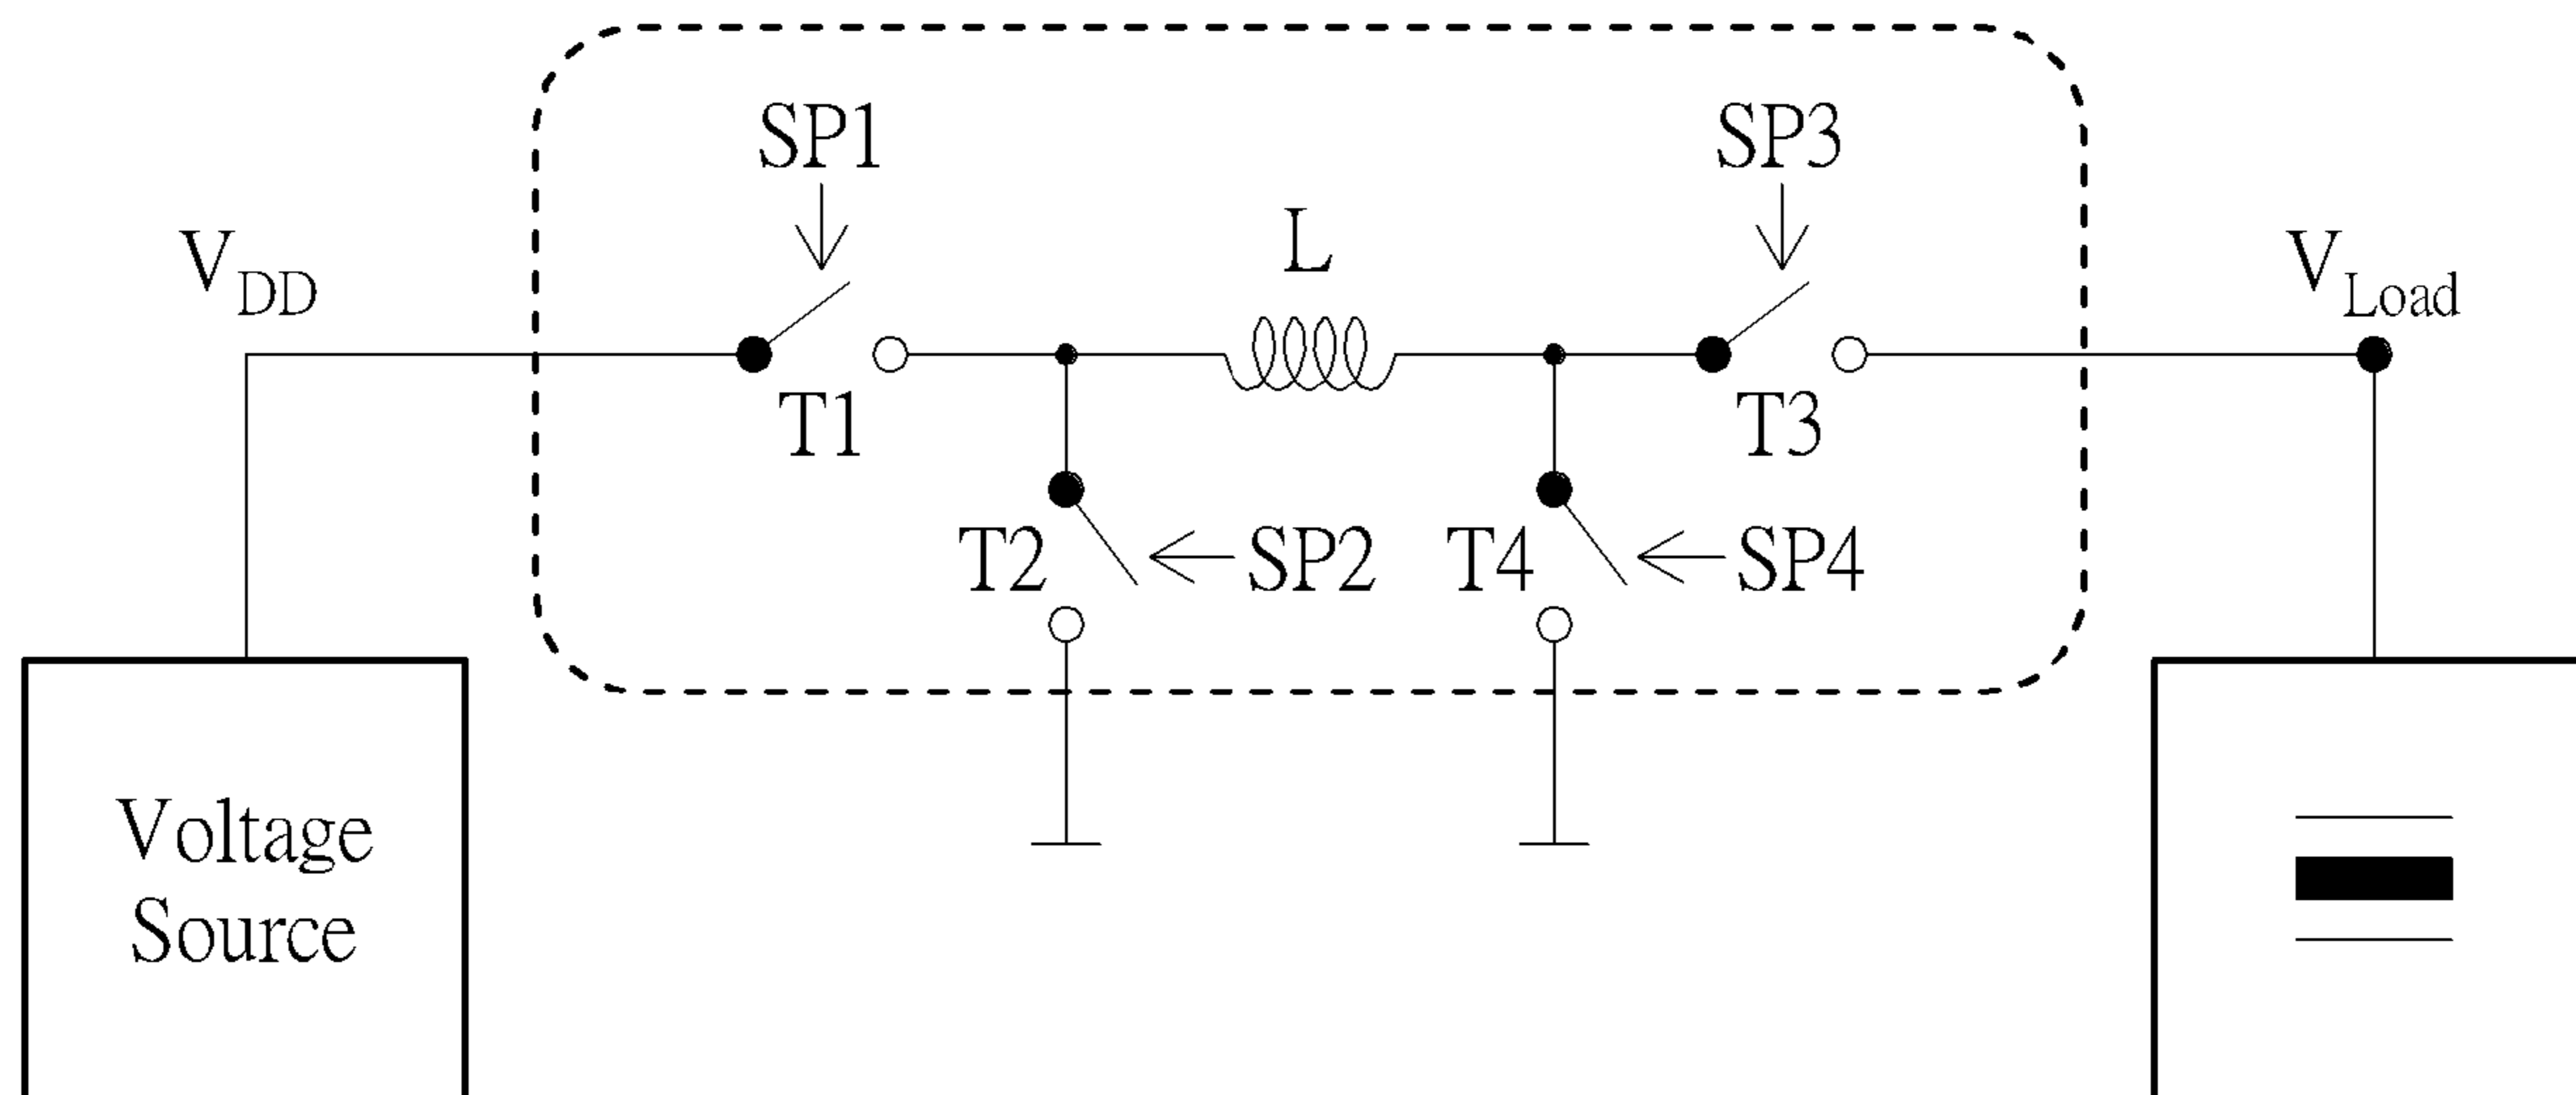 SP1
SP3
L
V_DD
V_Load
T1
T3
T2
SP2
T4
SP4
Voltage
Source